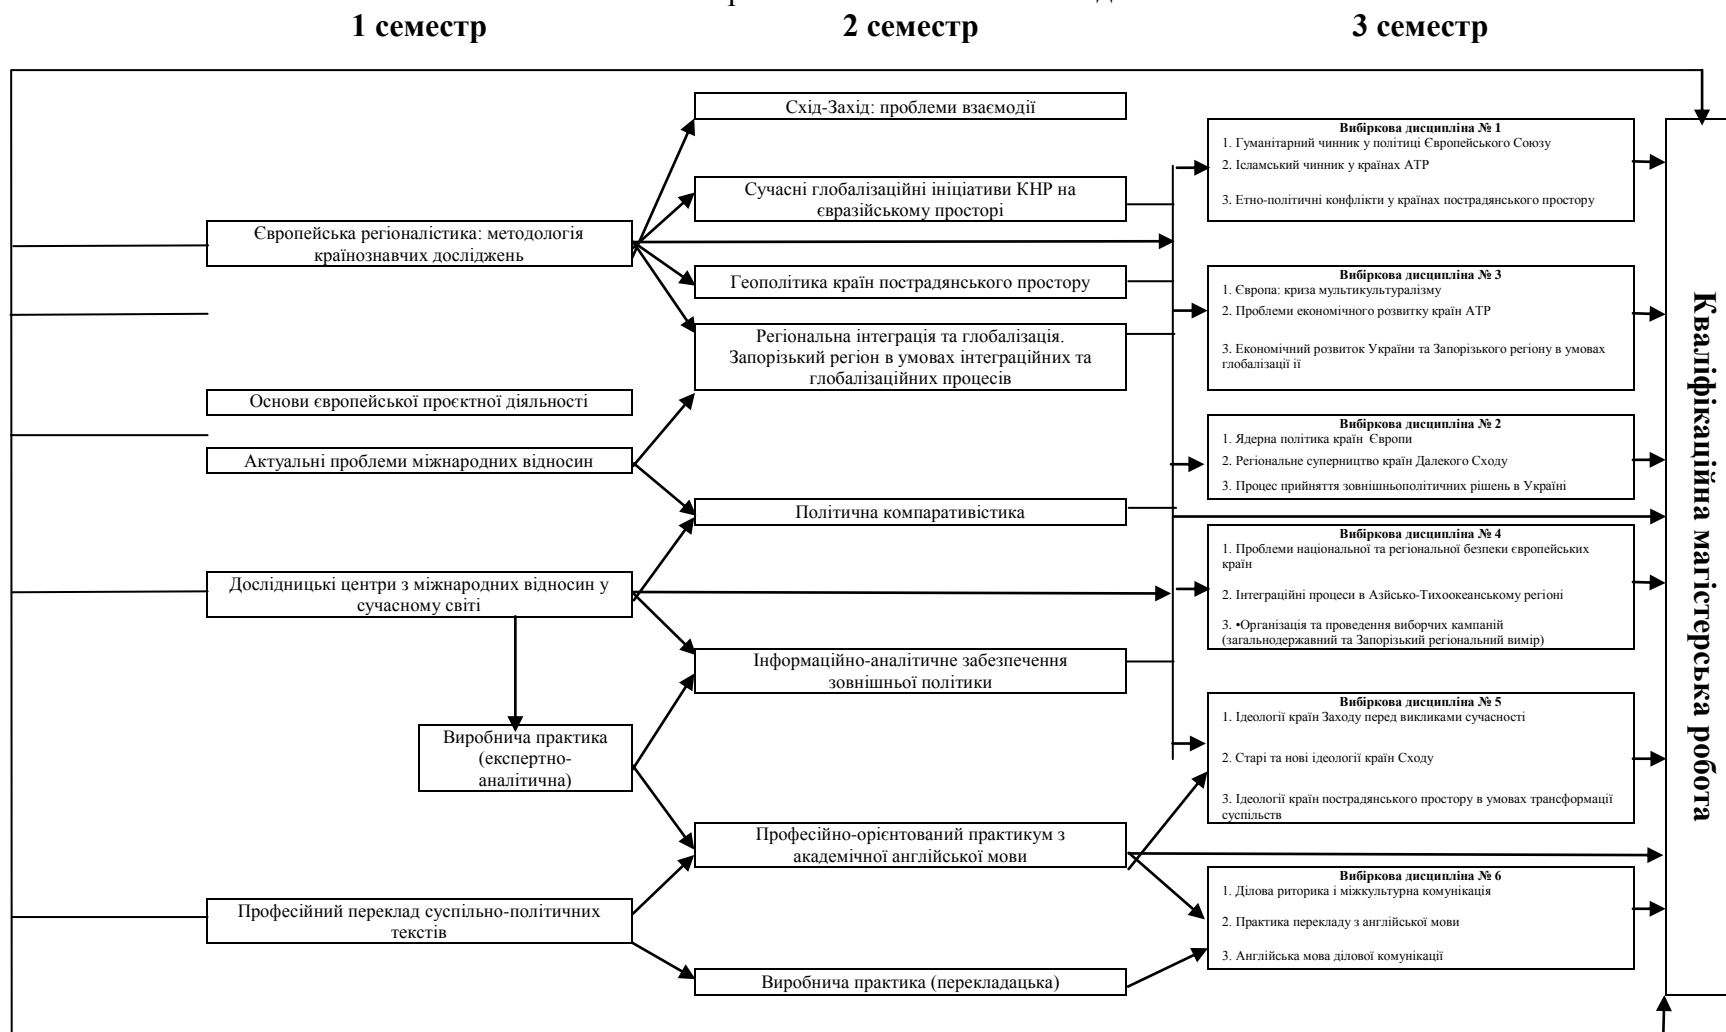 1 семестр
2 семестр
3 семестр
Європейська регіоналістика: методологія
країнознавчих досліджень
Основи європейської проєктної діяльності
Актуальні проблеми міжнародних відносин
Дослідницькі центри з міжнародних відносин у
сучасному світі
Виробнича практика
(експертно-
аналітична)
Професійний переклад суспільно-політичних
текстів
Схід-Захід: проблеми взаємодії
Сучасні глобалізаційні ініціативи КНР на
євразійському просторі
Геополітика країн пострадянського простору
Регіональна інтеграція та глобалізація.
Запорізький регіон в умовах інтеграційних та
глобалізаційних процесів
Політична компаративістика
Інформаційно-аналітичне забезпечення
зовнішньої політики
Професійно-орієнтований практикум з
академічної англійської мови
Виробнича практика (перекладацька)
Вибіркова дисципліна № 1
1. Гуманітарний чинник у політиці Європейського Союзу
2. Ісламський чинник у країнах АТР
3. Етно-політичні конфлікти у країнах пострадянського простору
Вибіркова дисципліна № 3
1. Європа: криза мультикультуралізму
2. Проблеми економічного розвитку країн АТР
3. Економічний розвиток України та Запорізького регіону в умовах
глобалізації ії
Вибіркова дисципліна № 2
1. Ядерна політика країн Європи
2. Регіональне суперництво країн Далекого Сходу
3. Процес прийняття зовнішньополітичних рішень в Україні
Вибіркова дисципліна № 4
1. Проблеми національної та регіональної безпеки європейських
країн
2. Інтеграційні процеси в Азійсько-Тихоокеанському регіоні
3. •Організація та проведення виборчих кампаній
(загальнодержавний та Запорізький регіональний вимір)
Вибіркова дисципліна № 5
1. Ідеології країн Заходу перед викликами сучасності
2. Старі та нові ідеології країн Сходу
3. Ідеології країн пострадянського простору в умовах трансформації
суспільств
Вибіркова дисципліна № 6
1. Ділова риторика і міжкультурна комунікація
2. Практика перекладу з англійської мови
3. Англійська мова ділової комунікації
Кваліфікаційна магістерська робота